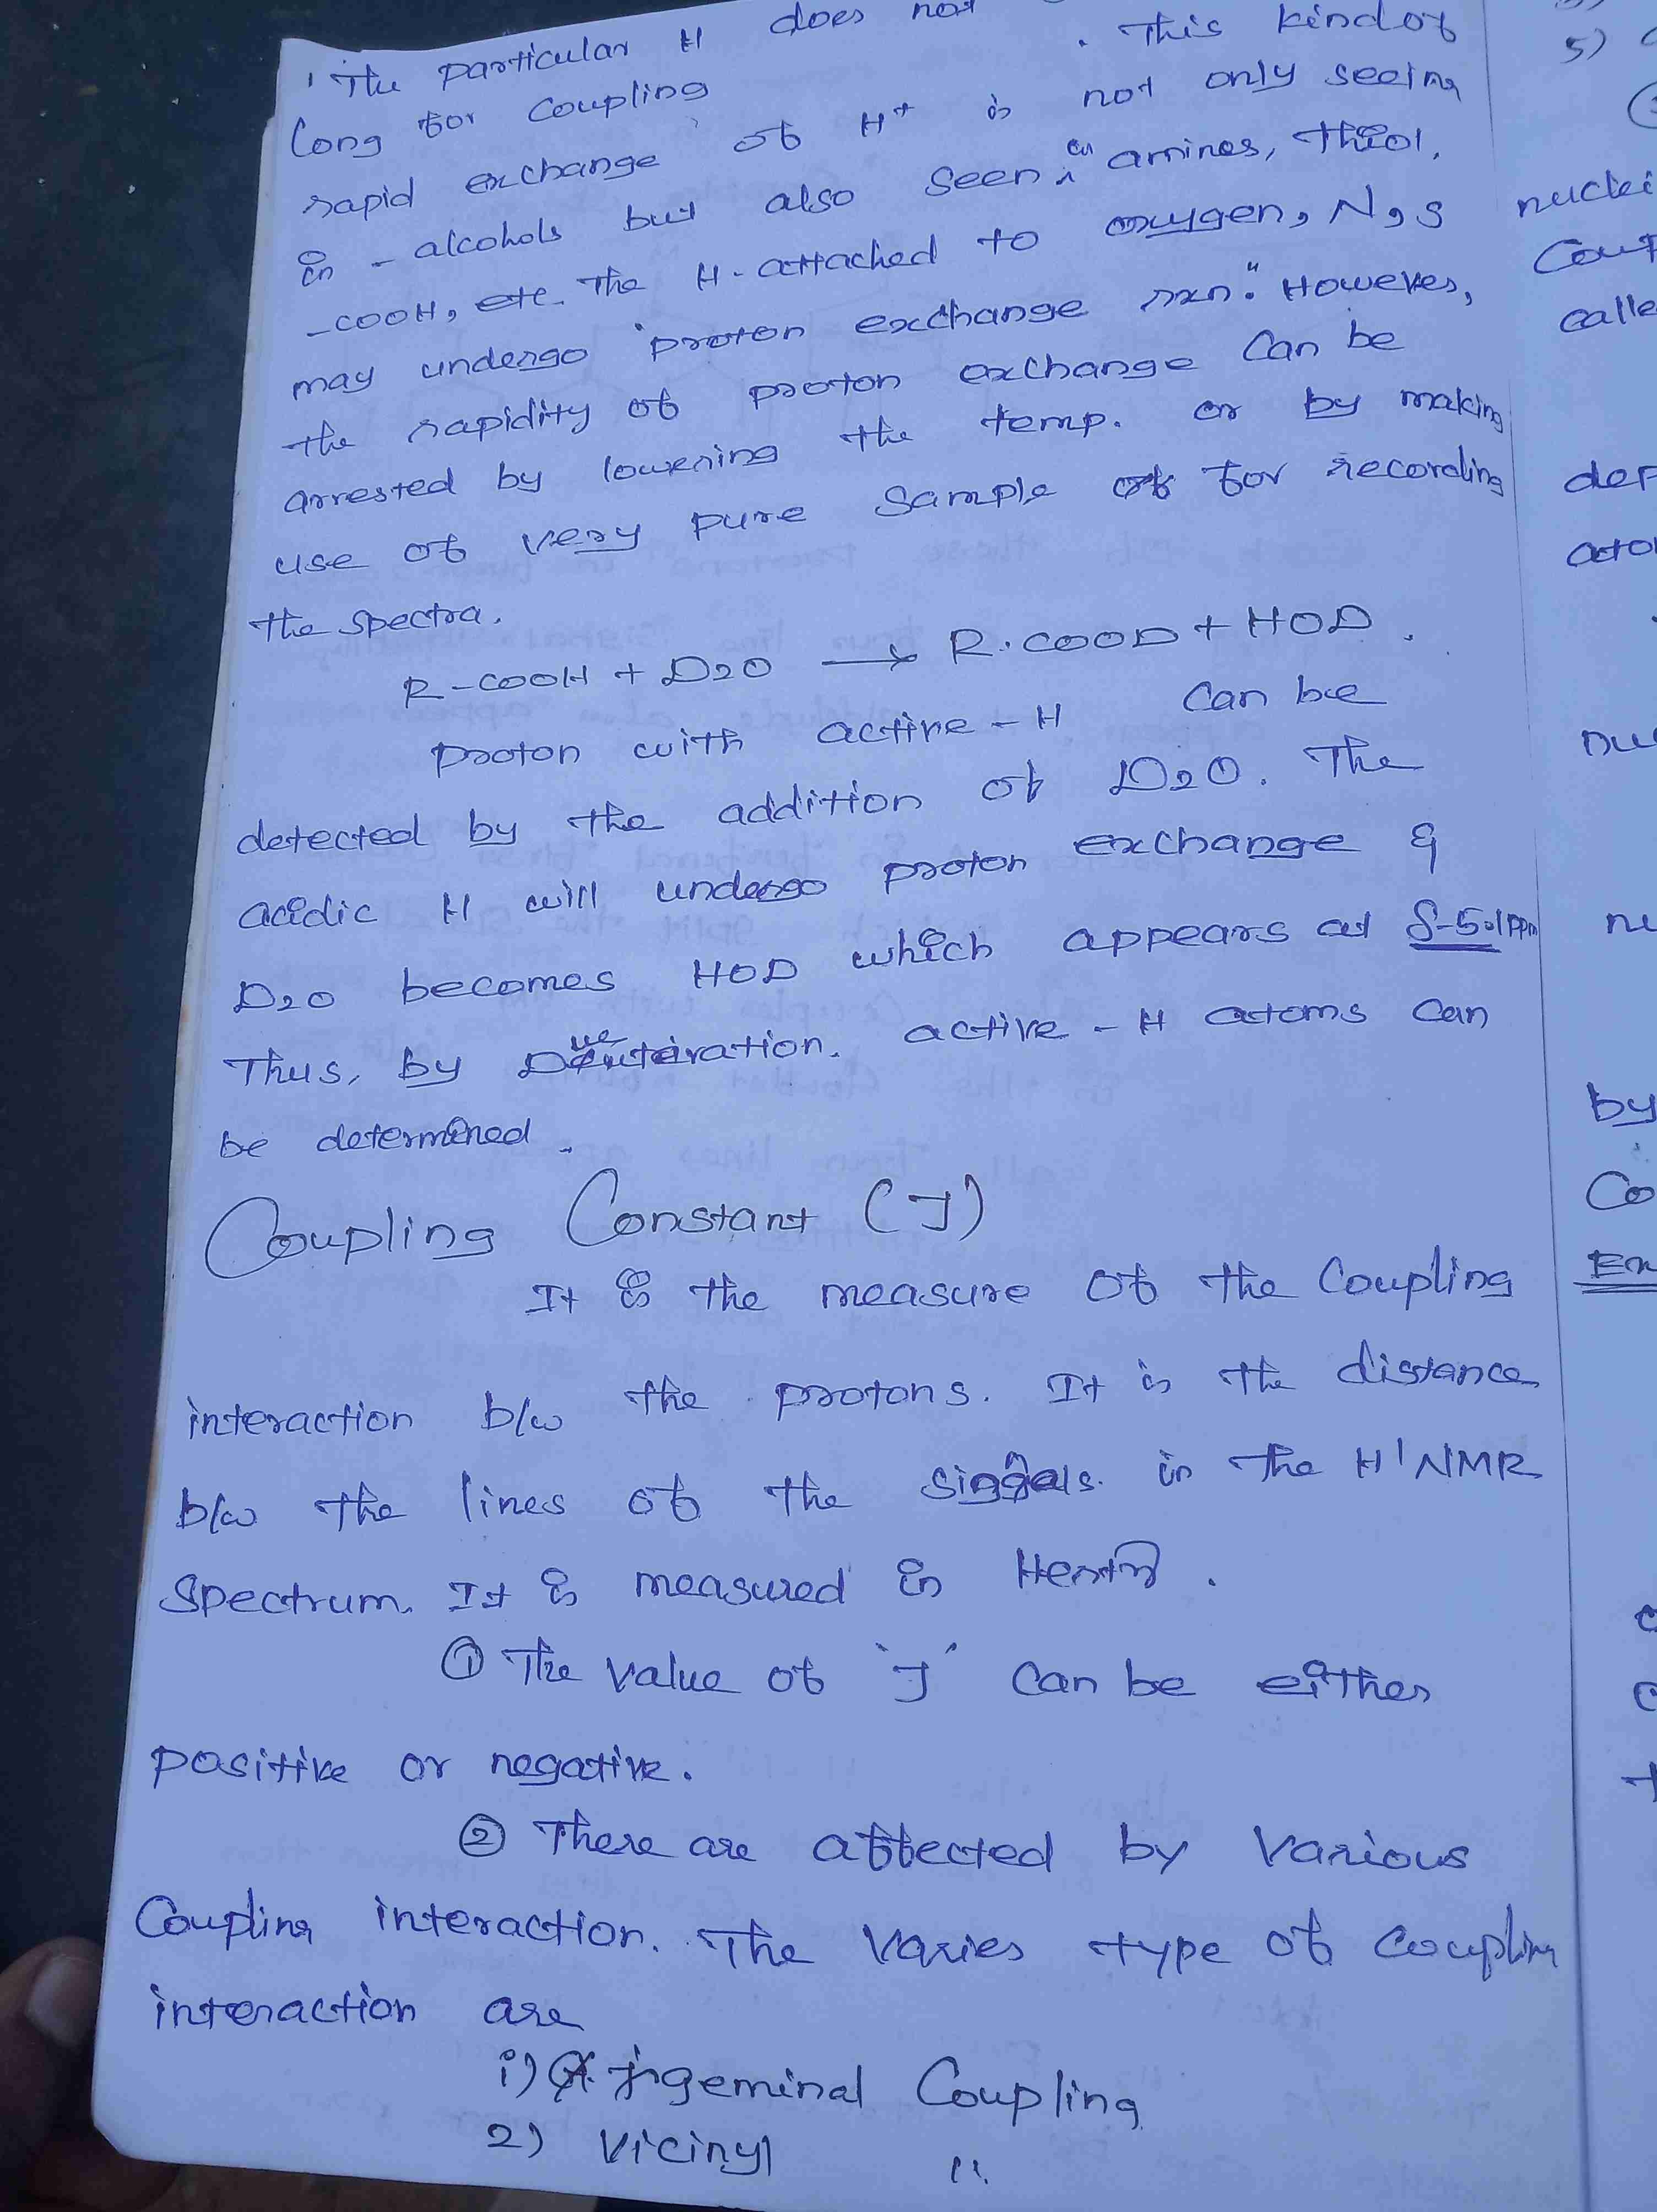 The particular H does not
long for coupling . This kind of
rapid exchange of H+ is not only seeing
in - alcohols but also seen in amines, thiol,
- COOH, etc. The H-attached to oxygen, N, S
may undergo "proton exchange rxn." However,
the rapidity of proton exchange can be
arrested by lowering the temp. or by making
use of very pure sample for recording
the spectra.
R-COOH + D2O → R.COOD + HOD.
proton with active - H can be
detected by the addition of D2O. The
acidic H will undergo proton exchange &
D2O becomes HOD which appears at δ-5.1ppm
Thus, by Deuteration. active - H atoms can
be determined.
Coupling Constant (J)
It is the measure of the Coupling
interaction b/w the protons. It is the distance
b/w the lines of the signals. in the H1 NMR
Spectrum. It is measured in
① The value of 'J' can be either
positive or negative.
② There are affected by various
Coupling interaction. The varies type of coupling
interaction are
i) geminal Coupling
2) Vicinyl "
5)
nuclei
Coup
calle
dep
ato
nu
nu
by
Co
Ex